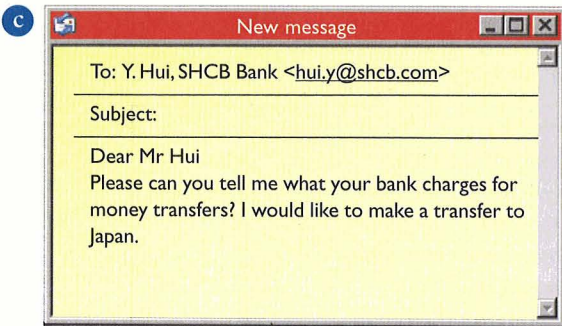 C
New message
To: Y. Hui, SHCB Bank <hui.y@shcb.com>
Subject:
Dear Mr Hui
Please can you tell me what your bank charges for
money transfers? I would like to make a transfer to
Japan.